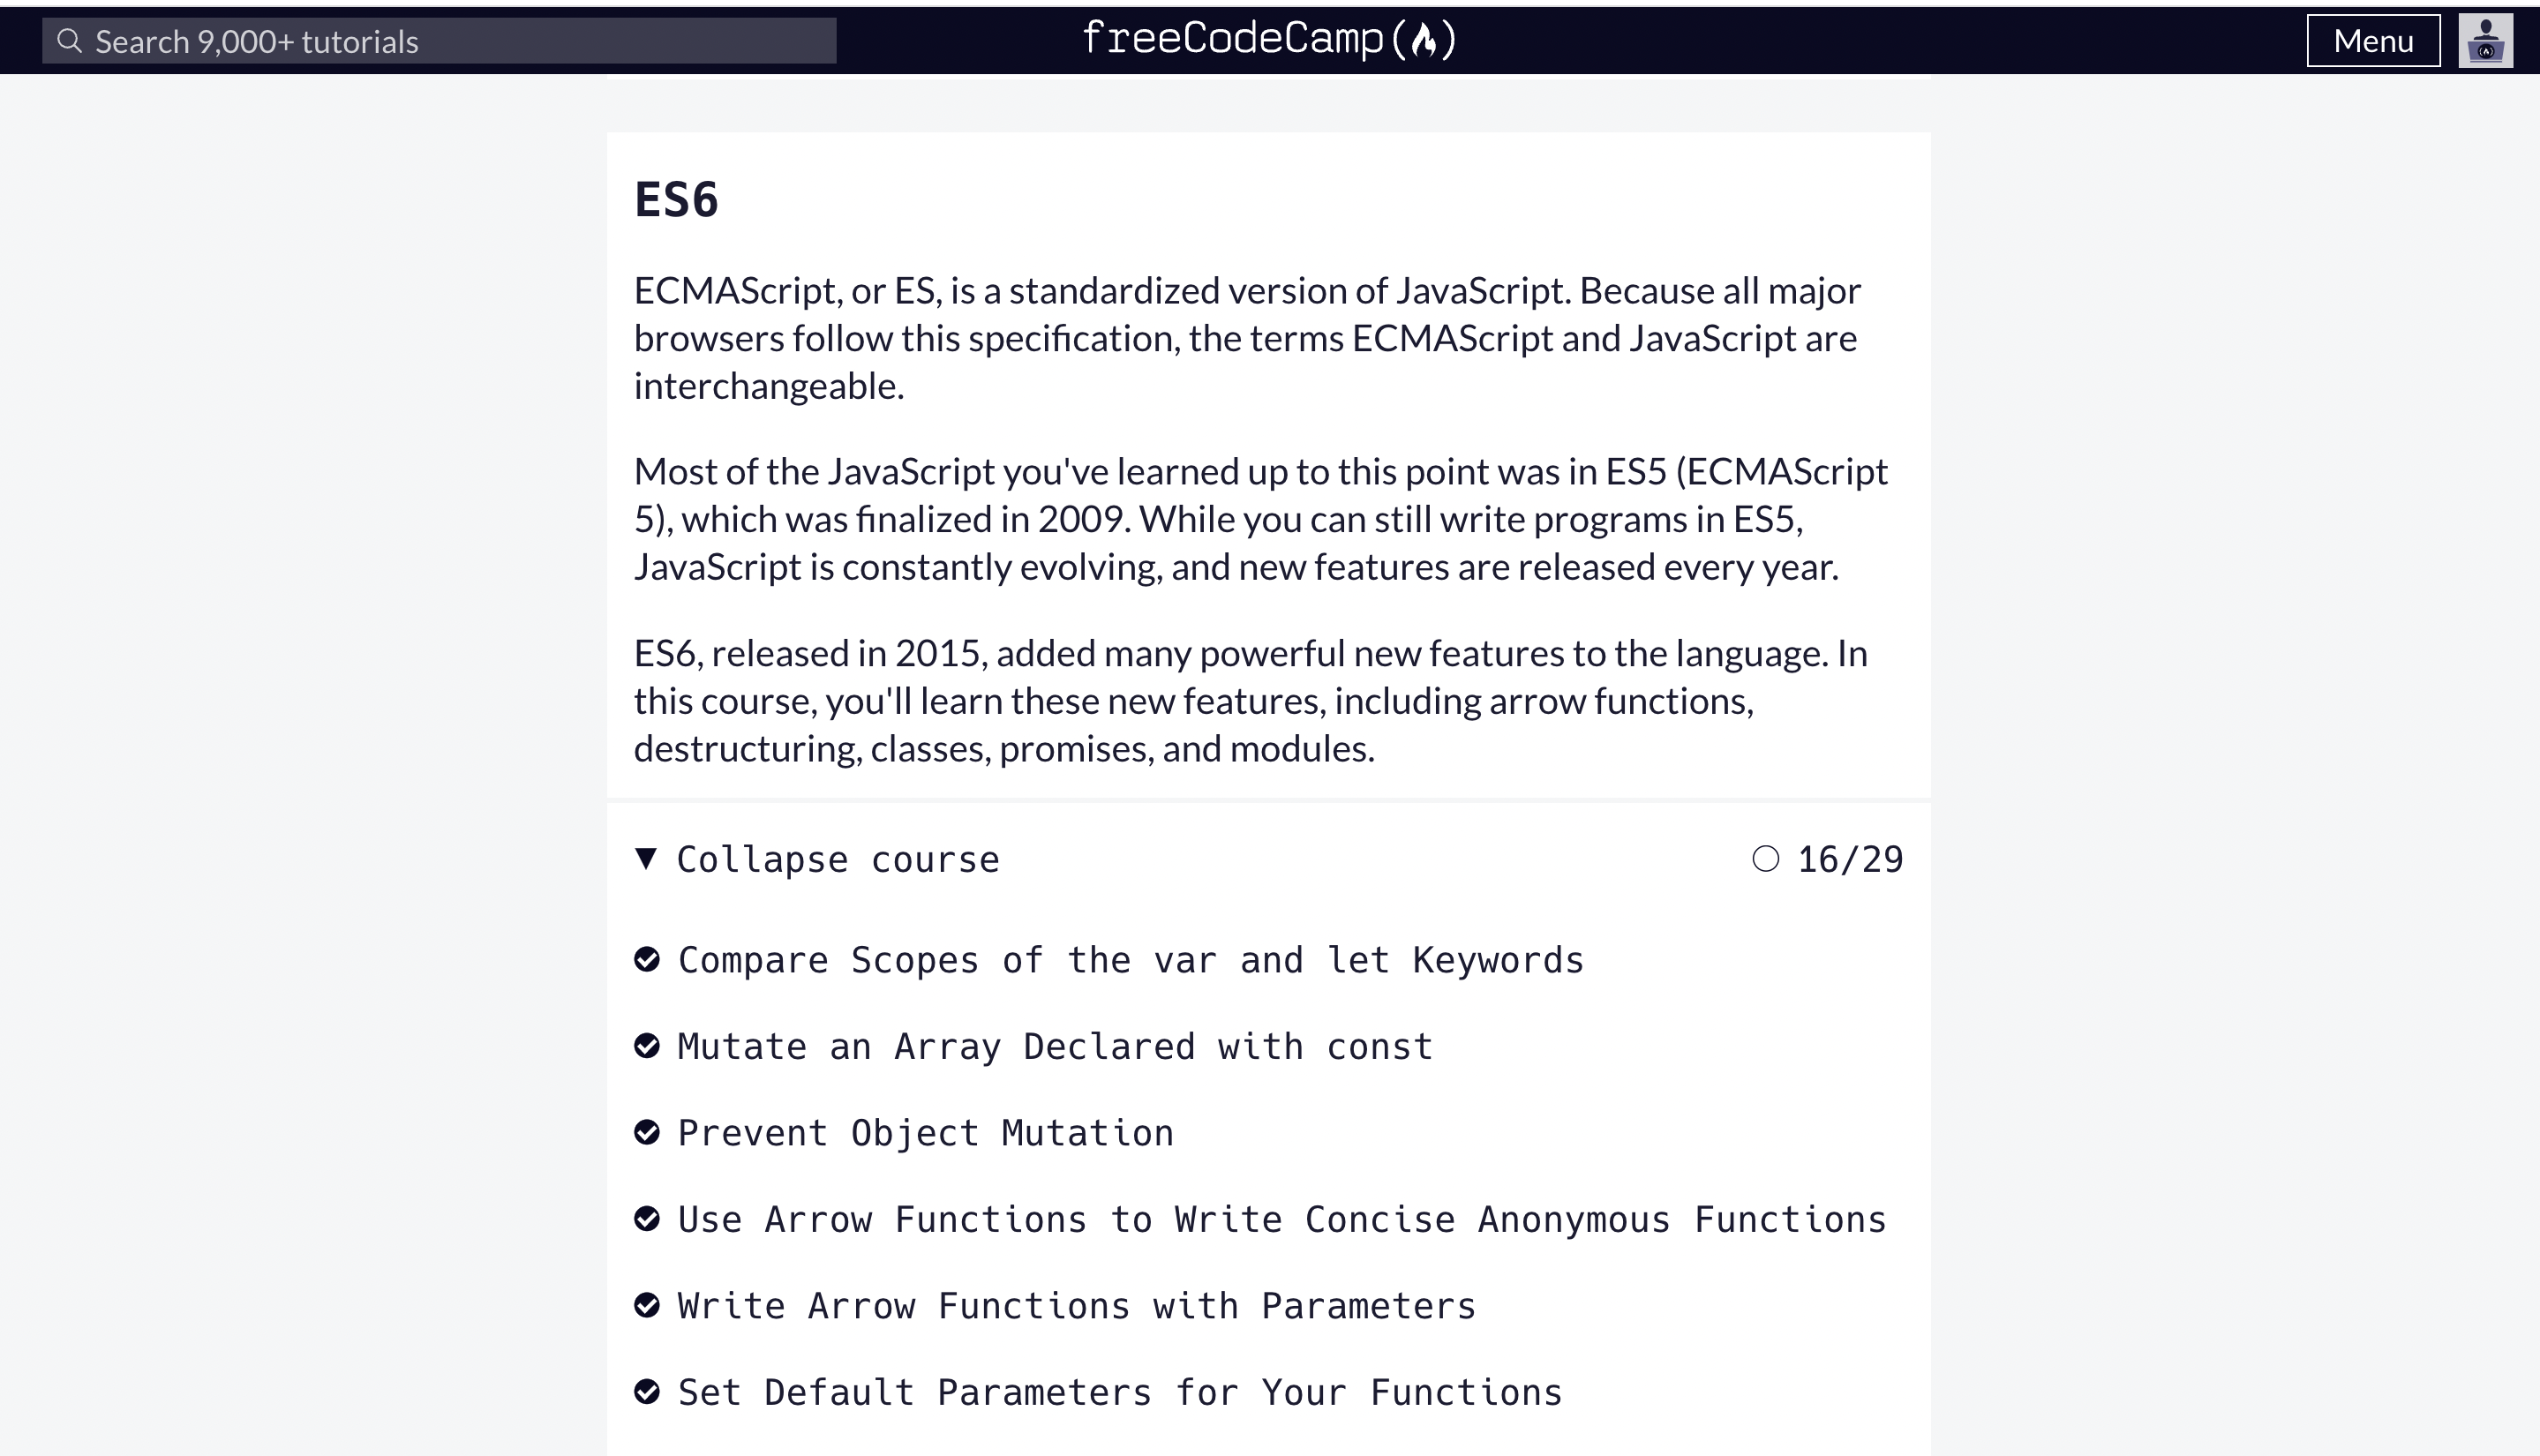 Search 9,000+ tutorials
freeCodeCamp(🔥)
Menu
ES6
ECMAScript, or ES, is a standardized version of JavaScript. Because all major
browsers follow this specification, the terms ECMAScript and JavaScript are
interchangeable.
Most of the JavaScript you've learned up to this point was in ES5 (ECMAScript
5), which was finalized in 2009. While you can still write programs in ES5,
JavaScript is constantly evolving, and new features are released every year.
ES6, released in 2015, added many powerful new features to the language. In
this course, you'll learn these new features, including arrow functions,
destructuring, classes, promises, and modules.
Collapse course 16/29
Compare Scopes of the var and let Keywords
Mutate an Array Declared with const
Prevent Object Mutation
Use Arrow Functions to Write Concise Anonymous Functions
Write Arrow Functions with Parameters
Set Default Parameters for Your Functions